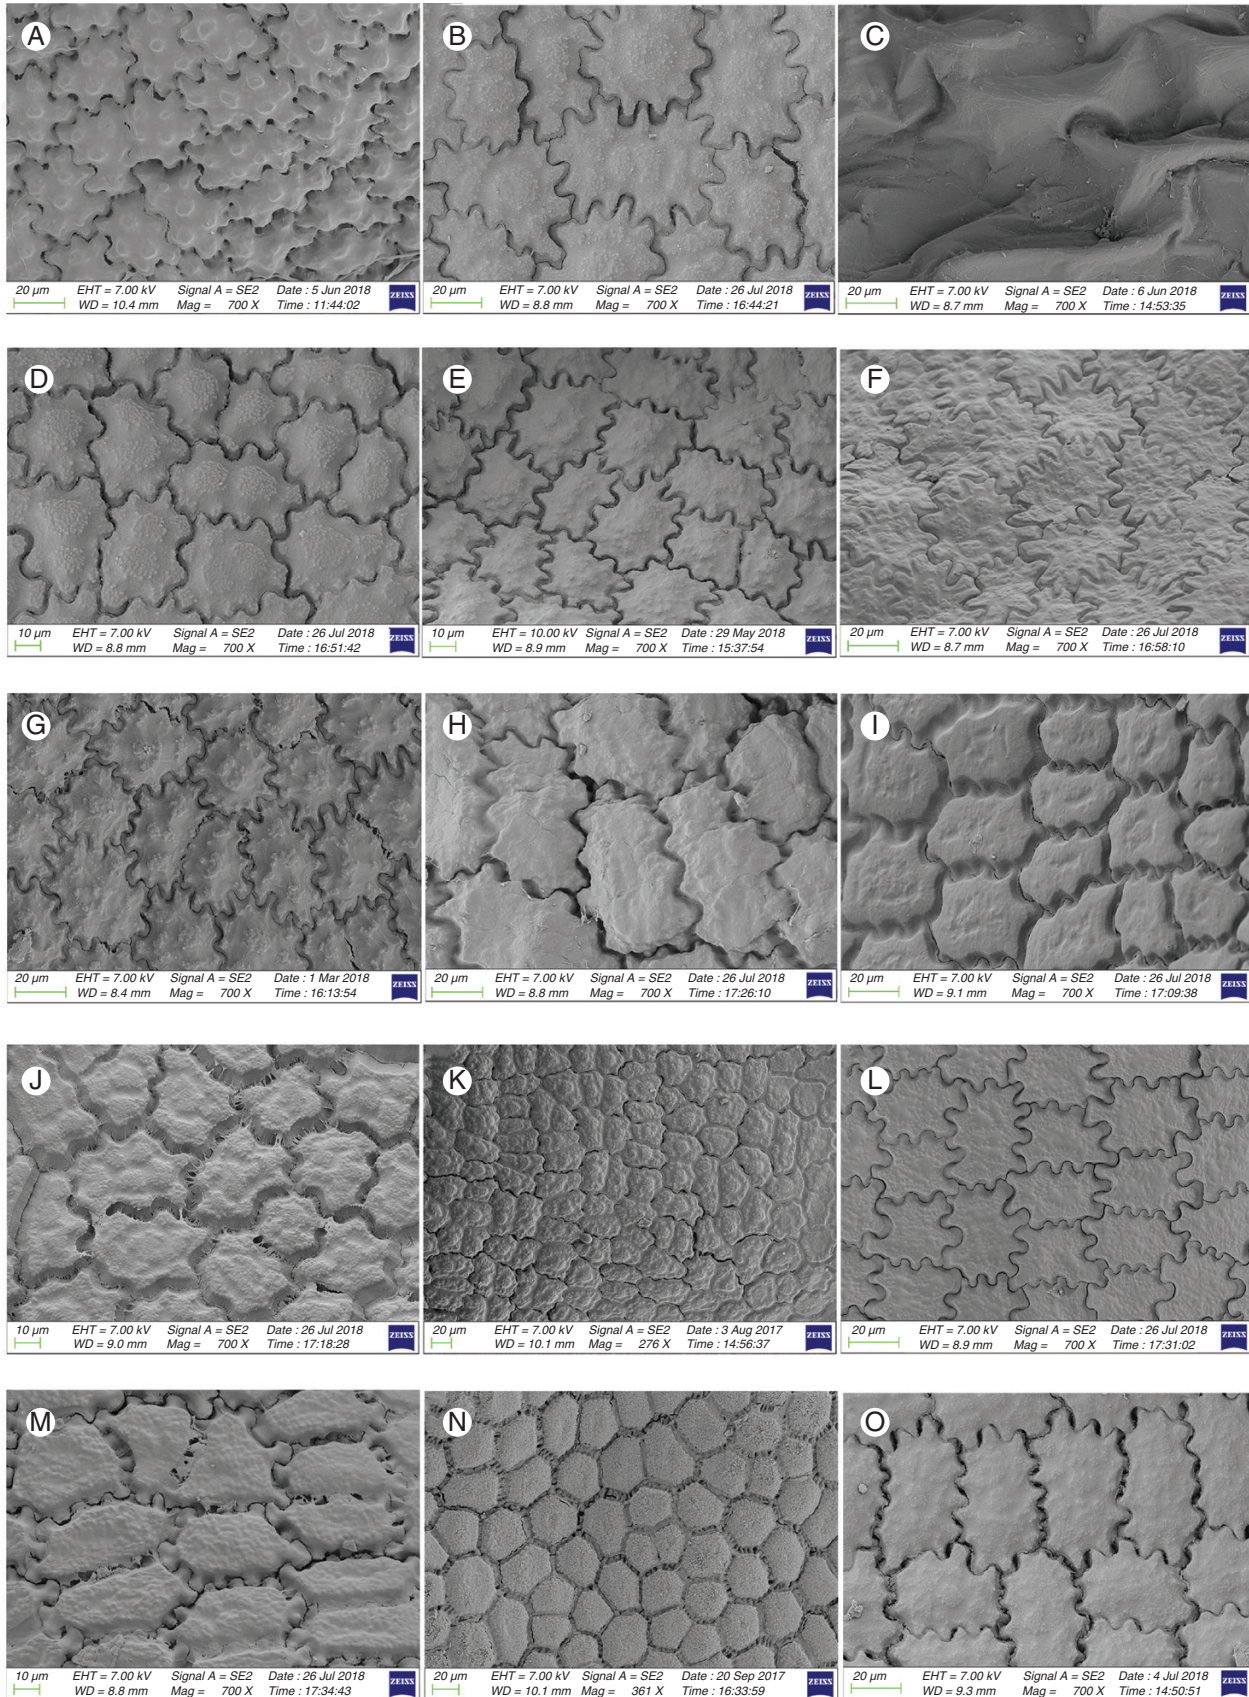 A
B
C
20 µm EHT = 7.00 kV Signal A = SE2 Date : 5 Jun 2018 ZEISS
WD = 10.4 mm Mag = 700 X Time : 11:44:02
20 µm EHT = 7.00 kV Signal A = SE2 Date : 26 Jul 2018 ZEISS
WD = 8.8 mm Mag = 700 X Time : 16:44:21
20 µm EHT = 7.00 kV Signal A = SE2 Date : 6 Jun 2018 ZEISS
WD = 8.7 mm Mag = 700 X Time : 14:53:35
D
E
F
10 µm EHT = 7.00 kV Signal A = SE2 Date : 26 Jul 2018 ZEISS
WD = 8.8 mm Mag = 700 X Time : 16:51:42
10 µm EHT = 10.00 kV Signal A = SE2 Date : 29 May 2018 ZEISS
WD = 8.9 mm Mag = 700 X Time : 15:37:54
20 µm EHT = 7.00 kV Signal A = SE2 Date : 26 Jul 2018 ZEISS
WD = 8.7 mm Mag = 700 X Time : 16:58:10
G
H
I
20 µm EHT = 7.00 kV Signal A = SE2 Date : 1 Mar 2018 ZEISS
WD = 8.4 mm Mag = 700 X Time : 16:13:54
20 µm EHT = 7.00 kV Signal A = SE2 Date : 26 Jul 2018 ZEISS
WD = 8.8 mm Mag = 700 X Time : 17:26:10
20 µm EHT = 7.00 kV Signal A = SE2 Date : 26 Jul 2018 ZEISS
WD = 9.1 mm Mag = 700 X Time : 17:09:38
J
K
L
10 µm EHT = 7.00 kV Signal A = SE2 Date : 26 Jul 2018 ZEISS
WD = 9.0 mm Mag = 700 X Time : 17:18:28
20 µm EHT = 7.00 kV Signal A = SE2 Date : 3 Aug 2017 ZEISS
WD = 10.1 mm Mag = 276 X Time : 14:56:37
20 µm EHT = 7.00 kV Signal A = SE2 Date : 26 Jul 2018 ZEISS
WD = 8.9 mm Mag = 700 X Time : 17:31:02
M
N
O
10 µm EHT = 7.00 kV Signal A = SE2 Date : 26 Jul 2018 ZEISS
WD = 8.8 mm Mag = 700 X Time : 17:34:43
20 µm EHT = 7.00 kV Signal A = SE2 Date : 20 Sep 2017 ZEISS
WD = 10.1 mm Mag = 361 X Time : 16:33:59
20 µm EHT = 7.00 kV Signal A = SE2 Date : 4 Jul 2018 ZEISS
WD = 9.3 mm Mag = 700 X Time : 14:50:51